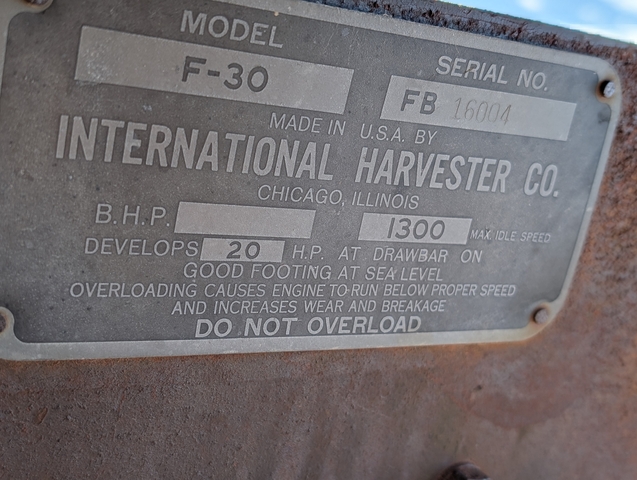 MODEL
F-30
SERIAL NO.
FB 16004
MADE IN U.S.A. BY
INTERNATIONAL HARVESTER CO.
CHICAGO, ILLINOIS
B.H.P. 1300 MAX. IDLE SPEED
DEVELOPS 20 H.P. AT DRAWBAR ON
GOOD FOOTING AT SEA LEVEL
OVERLOADING CAUSES ENGINE TO RUN BELOW PROPER SPEED
AND INCREASES WEAR AND BREAKAGE
DO NOT OVERLOAD